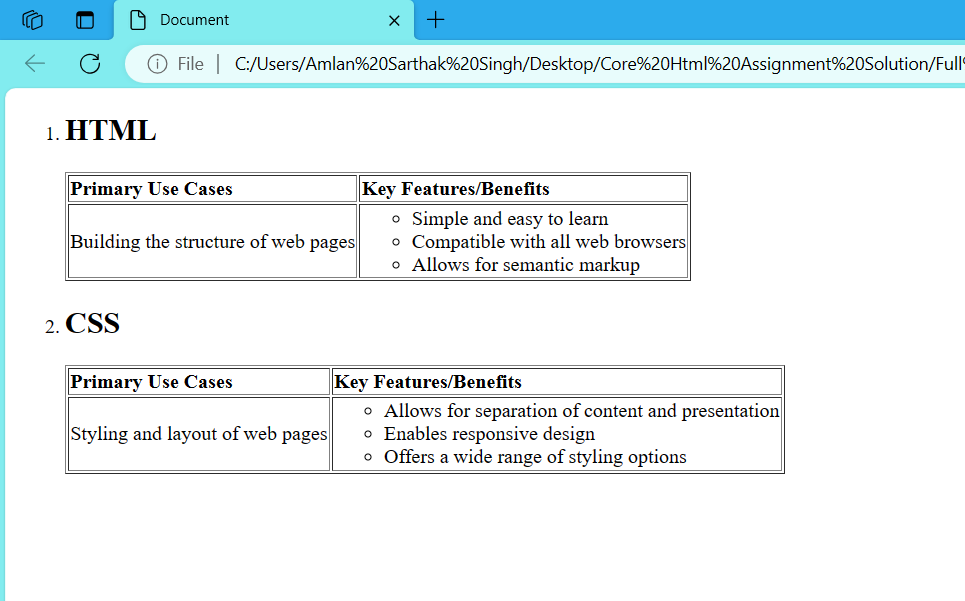 Document
File | C:/Users/Amlan%20Sarthak%20Singh/Desktop/Core%20Html%20Assignment%20Solution/Full%
1. HTML
Primary Use Cases Key Features/Benefits
Building the structure of web pages
Simple and easy to learn
Compatible with all web browsers
Allows for semantic markup
2. CSS
Primary Use Cases Key Features/Benefits
Styling and layout of web pages
Allows for separation of content and presentation
Enables responsive design
Offers a wide range of styling options